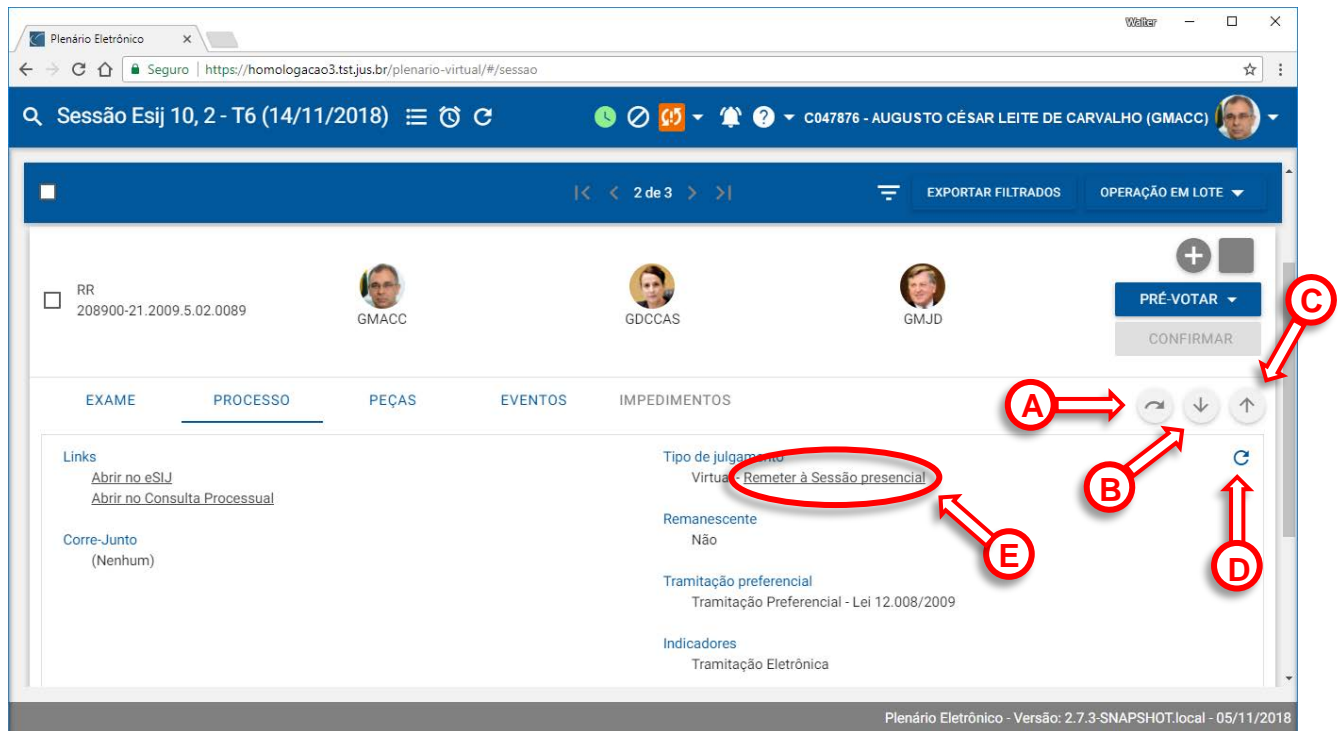 Walter
Plenário Eletrônico
Seguro | https://homologacao3.tst.jus.br/plenario-virtual/#/sessao
Sessão Esij 10, 2 - T6 (14/11/2018)
C047876 - AUGUSTO CÉSAR LEITE DE CARVALHO (GMACC)
2 de 3
EXPORTAR FILTRADOS
OPERAÇÃO EM LOTE
RR
208900-21.2009.5.02.0089
GMACC
GDCCAS
GMJD
PRÉ-VOTAR
CONFIRMAR
C
EXAME
PROCESSO
PEÇAS
EVENTOS
IMPEDIMENTOS
A
B
Links
Abrir no eSIJ
Abrir no Consulta Processual
Corre-Junto
(Nenhum)
Tipo de julgamento
Virtual - Remeter à Sessão presencial
Remanescente
Não
Tramitação preferencial
Tramitação Preferencial - Lei 12.008/2009
Indicadores
Tramitação Eletrônica
E
D
Plenário Eletrônico - Versão: 2.7.3-SNAPSHOT.local - 05/11/2018